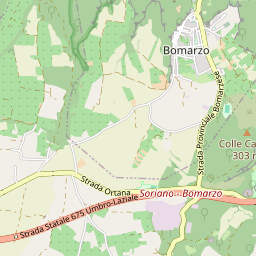 Bomarzo
Strada Provinciale Bomarzese
Colle Ca
303 m
Strada Ortana
Soriano - Bomarzo
Strada Statale 675 Umbro-Laziale